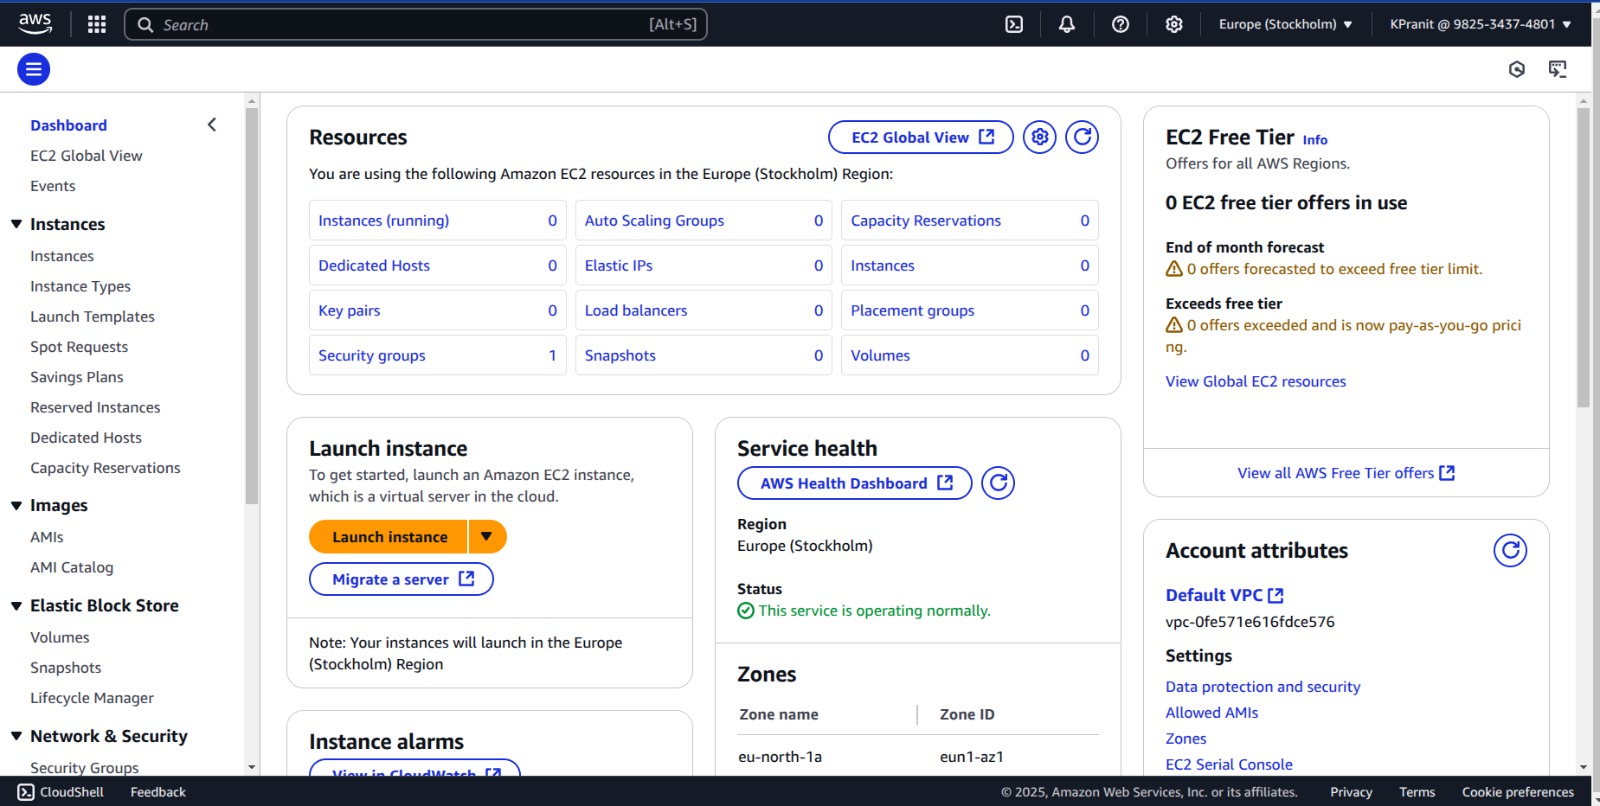 aws
Search
[Alt+S]
Europe (Stockholm)
KPranit @ 9825-3437-4801
Dashboard
EC2 Global View
Events
Instances
Instances
Instance Types
Launch Templates
Spot Requests
Savings Plans
Reserved Instances
Dedicated Hosts
Capacity Reservations
Images
AMIs
AMI Catalog
Elastic Block Store
Volumes
Snapshots
Lifecycle Manager
Network & Security
Security Groups
Resources
EC2 Global View
You are using the following Amazon EC2 resources in the Europe (Stockholm) Region:
Instances (running) 0
Auto Scaling Groups 0
Capacity Reservations 0
Dedicated Hosts 0
Elastic IPs 0
Instances 0
Key pairs 0
Load balancers 0
Placement groups 0
Security groups 1
Snapshots 0
Volumes 0
Launch instance
To get started, launch an Amazon EC2 instance,
which is a virtual server in the cloud.
Launch instance
Migrate a server
Note: Your instances will launch in the Europe
(Stockholm) Region
Instance alarms
View in CloudWatch
Service health
AWS Health Dashboard
Region
Europe (Stockholm)
Status
This service is operating normally.
Zones
Zone name
Zone ID
eu-north-1a
eun1-az1
EC2 Free Tier Info
Offers for all AWS Regions.
0 EC2 free tier offers in use
End of month forecast
0 offers forecasted to exceed free tier limit.
Exceeds free tier
0 offers exceeded and is now pay-as-you-go prici
ng.
View Global EC2 resources
View all AWS Free Tier offers
Account attributes
Default VPC
vpc-0fe571e616fdce576
Settings
Data protection and security
Allowed AMIs
Zones
EC2 Serial Console
CloudShell
Feedback
© 2025, Amazon Web Services, Inc. or its affiliates.
Privacy
Terms
Cookie preferences